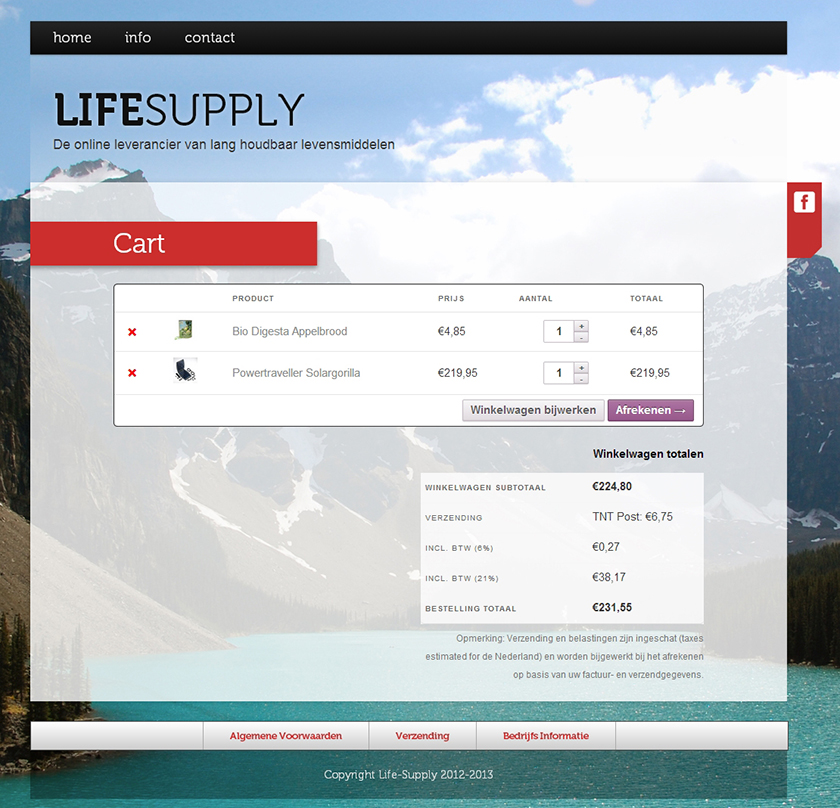 home info contact
LIFESUPPLY
De online leverancier van lang houdbaar levensmiddelen
Cart
PRODUCT PRIJS AANTAL TOTAAL
Bio Digesta Appelbrood €4,85 1 + - €4,85
Powertraveller Solargorilla €219,95 1 + - €219,95
Winkelwagen bijwerken Afrekenen →
Winkelwagen totalen
WINKELWAGEN SUBTOTAAL €224,80
VERZENDING TNT Post: €6,75
INCL. BTW (6%) €0,27
INCL. BTW (21%) €38,17
BESTELLING TOTAAL €231,55
Opmerking: Verzending en belastingen zijn ingeschat (taxes
estimated for de Nederland) en worden bijgewerkt bij het afrekenen
op basis van uw factuur- en verzendgegevens.
Algemene Voorwaarden Verzending Bedrijfs Informatie
Copyright Life-Supply 2012-2013